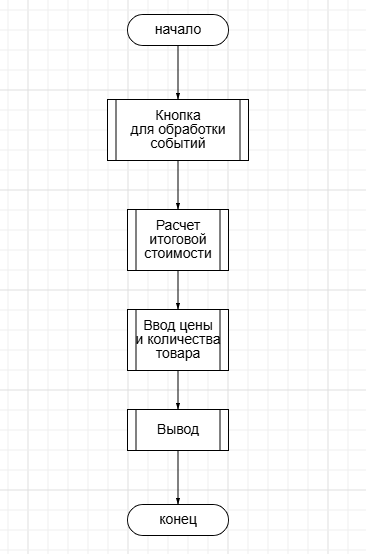 начало
Кнопка
для обработки
событий
Расчет
итоговой
стоимости
Ввод цены
и количества
товара
Вывод
конец